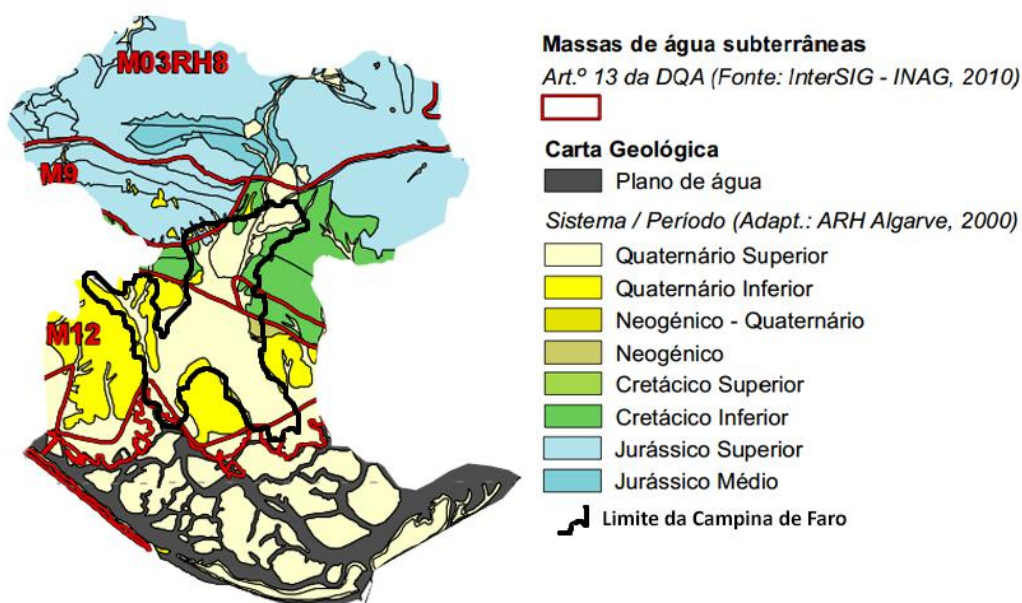 M03RH8
M9
M12
Massas de água subterrâneas
Art.º 13 da DQA (Fonte: InterSIG - INAG, 2010)
Carta Geológica
Plano de água
Sistema / Período (Adapt.: ARH Algarve, 2000)
Quaternário Superior
Quaternário Inferior
Neogénico - Quaternário
Neogénico
Cretácico Superior
Cretácico Inferior
Jurássico Superior
Jurássico Médio
Limite da Campina de Faro